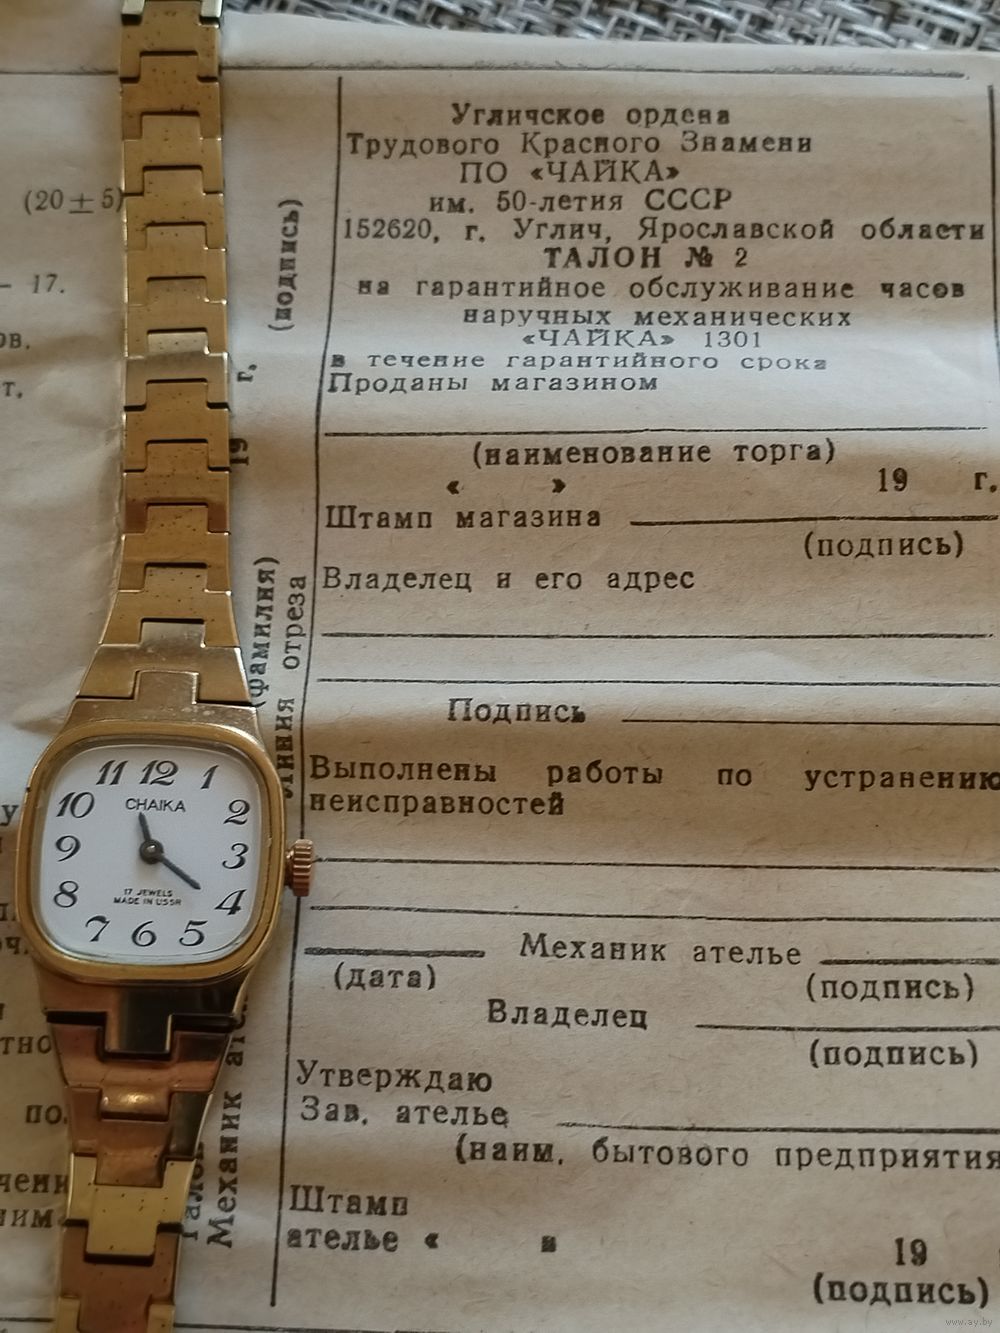 Угличское ордена
Трудового Красного Знамени
ПО «ЧАЙКА»
им. 50-летия СССР
152620, г. Углич, Ярославской области
ТАЛОН № 2
на гарантийное обслуживание часов
наручных механических
«ЧАЙКА» 1301
в течение гарантийного срока
Проданы магазином
(наименование торга)
« » 19 г.
Штамп магазина
(подпись)
Владелец и его адрес
Подпись
Выполнены работы по устранению
неисправностей
Механик ателье
(дата) (подпись)
Владелец
(подпись)
Утверждаю
Зав. ателье
(наим. бытового предприятия
Штамп
ателье « »
19
(подпись)
(подпись)
19 г.
(фамилия)
линия отреза
Механик
(20±5)
– 17.
11 12 1
10 CHAIKA 2
9 3
8 4
17 JEWELS
MADE IN USSR
7 6 5
www.ay.by